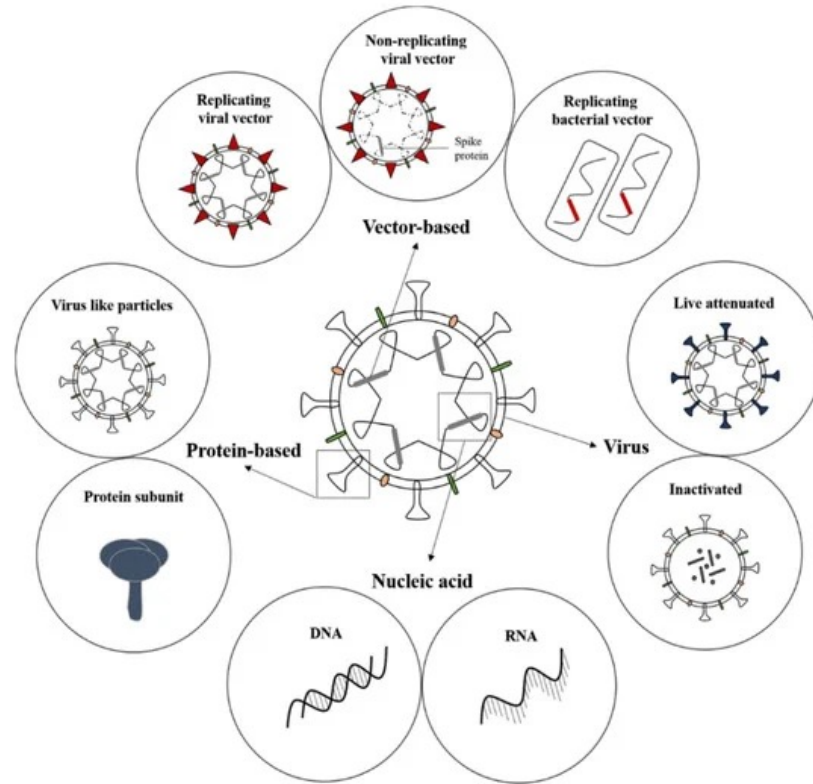 Non-replicating
viral vector
Spike
protein
Replicating
viral vector
Replicating
bacterial vector
Vector-based
Virus like particles
Live attenuated
Protein-based
Virus
Protein subunit
Inactivated
Nucleic acid
DNA
RNA